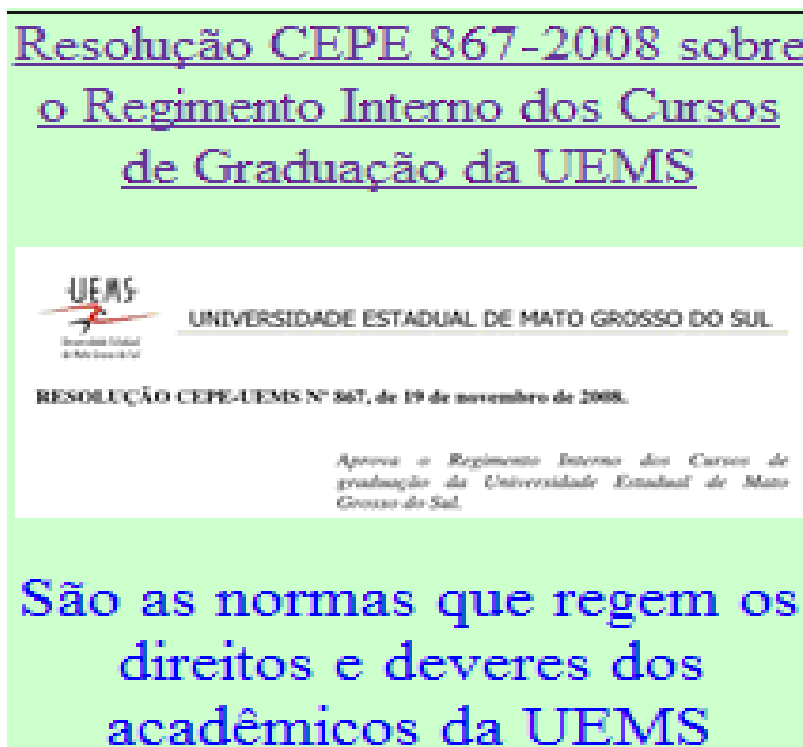 Resolução CEPE 867-2008 sobre
o Regimento Interno dos Cursos
de Graduação da UEMS
UEMS
UNIVERSIDADE ESTADUAL DE MATO GROSSO DO SUL
RESOLUÇÃO CEPE-UEMS Nº 867, de 19 de novembro de 2008.
Aprova o Regimento Interno dos Cursos de
graduação da Universidade Estadual de Mato
Grosso do Sul.
São as normas que regem os
direitos e deveres dos
acadêmicos da UEMS